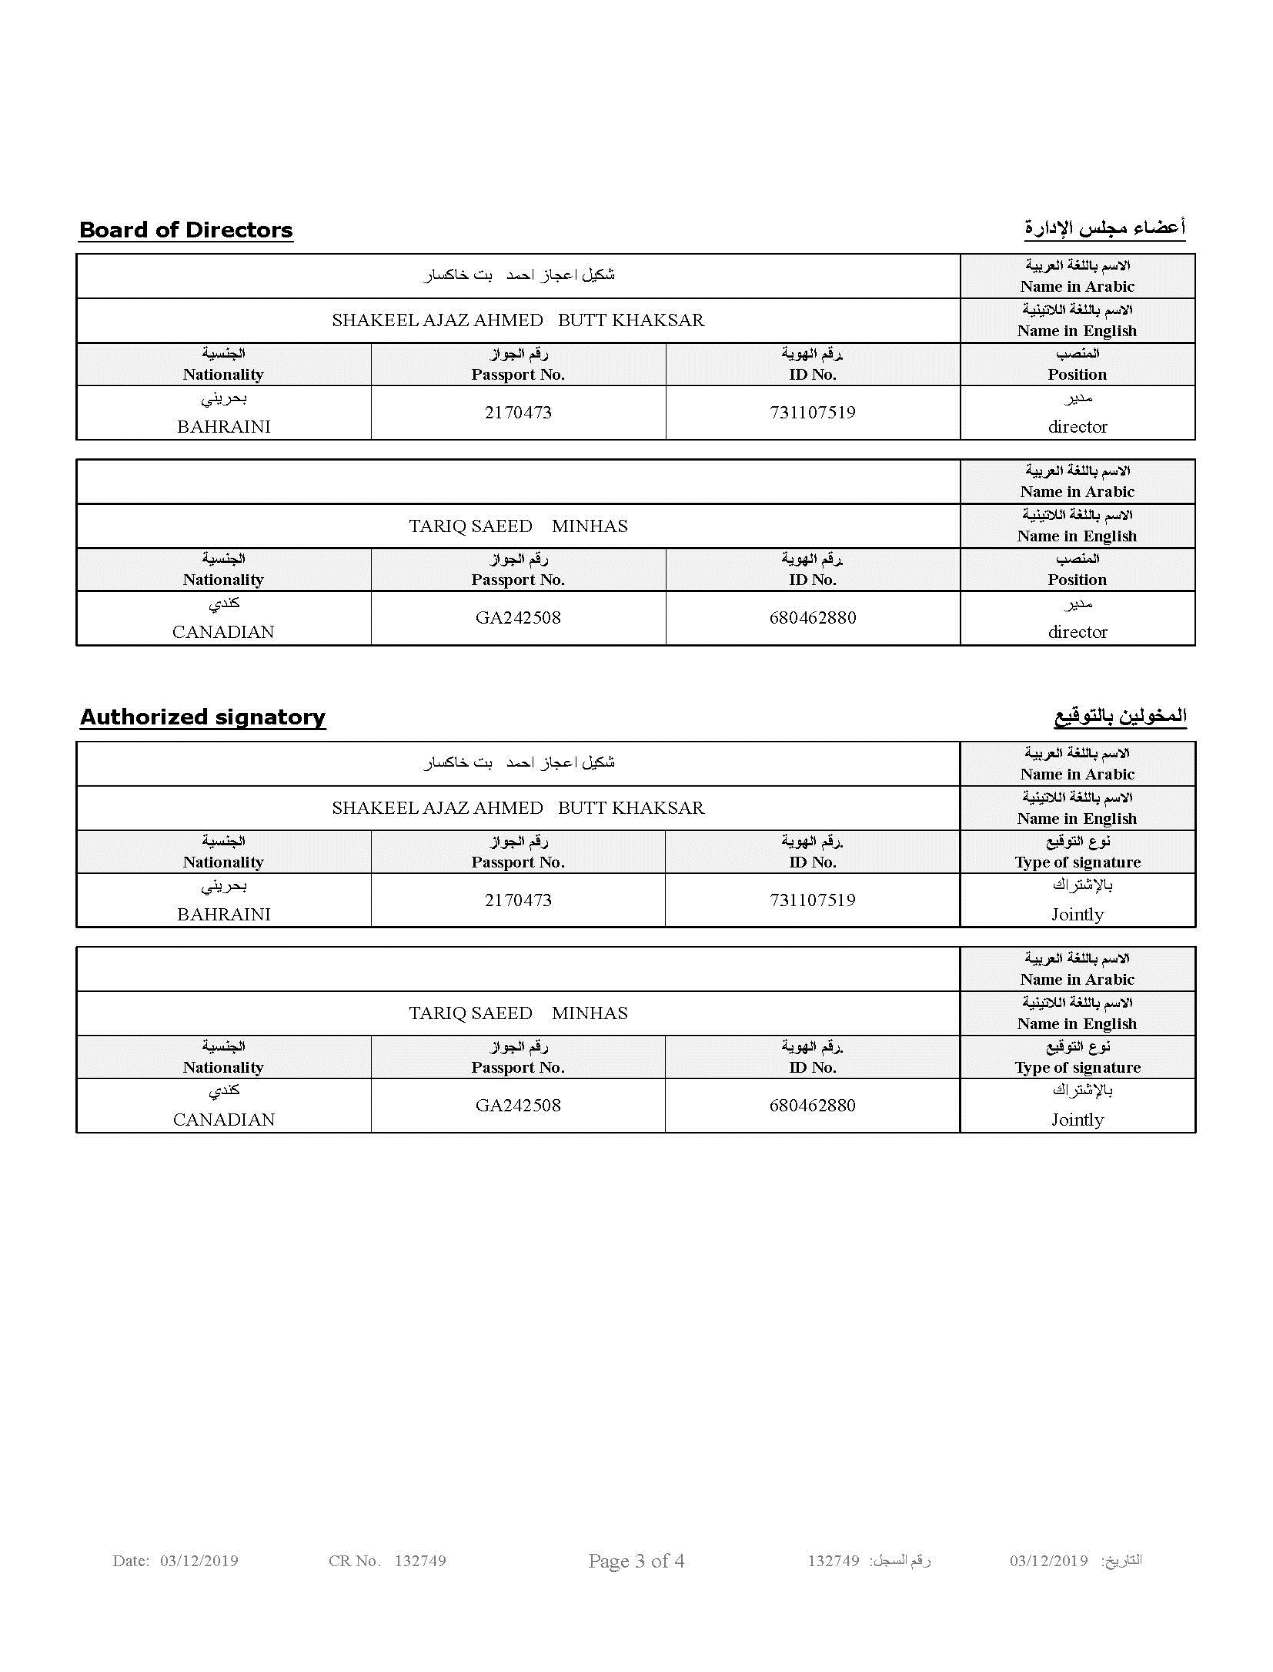 Board of Directors
أعضاء مجلس الإدارة
شكيل اعجاز احمد بت خاكسار
الاسم باللغة العربية
Name in Arabic
SHAKEEL AJAZ AHMED BUTT KHAKSAR
الاسم باللغة اللاتينية
Name in English
الجنسية رقم الجواز رقم الهوية المنصب
Nationality Passport No. ID No. Position
بحريني مدير
2170473 731107519
BAHRAINI director
الاسم باللغة العربية
Name in Arabic
TARIQ SAEED MINHAS
الاسم باللغة اللاتينية
Name in English
الجنسية رقم الجواز رقم الهوية المنصب
Nationality Passport No. ID No. Position
كندي مدير
GA242508 680462880
CANADIAN director
Authorized signatory
المخولين بالتوقيع
شكيل اعجاز احمد بت خاكسار
الاسم باللغة العربية
Name in Arabic
SHAKEEL AJAZ AHMED BUTT KHAKSAR
الاسم باللغة اللاتينية
Name in English
الجنسية رقم الجواز رقم الهوية نوع التوقيع
Nationality Passport No. ID No. Type of signature
بحريني بالإشتراك
2170473 731107519
BAHRAINI Jointly
الاسم باللغة العربية
Name in Arabic
TARIQ SAEED MINHAS
الاسم باللغة اللاتينية
Name in English
الجنسية رقم الجواز رقم الهوية نوع التوقيع
Nationality Passport No. ID No. Type of signature
كندي بالإشتراك
GA242508 680462880
CANADIAN Jointly
Date: 03/12/2019 CR No. 132749 Page 3 of 4 رقم السجل: 132749 التاريخ: 03/12/2019